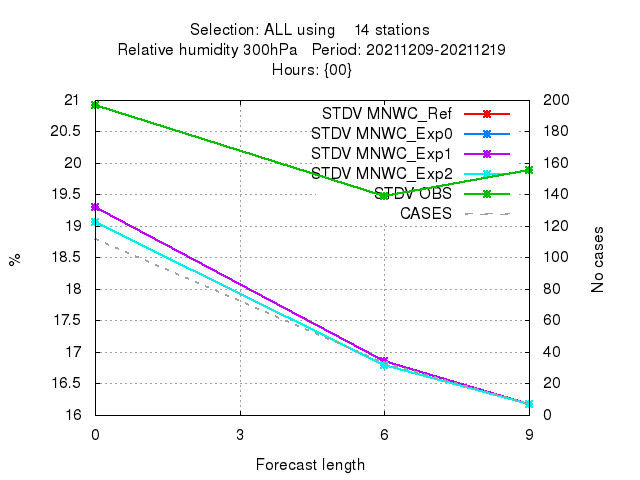 Selection: ALL using    14 stations
Relative humidity 300hPa   Period: 20211209-20211219
Hours: {00}
21
20.5
20
19.5
19
18.5
18
17.5
17
16.5
16
200
180
160
140
120
100
80
60
40
20
0
STDV MNWC_Ref
STDV MNWC_Exp0
STDV MNWC_Exp1
STDV MNWC_Exp2
STDV OBS
CASES
%
No cases
0 3 6 9
Forecast length